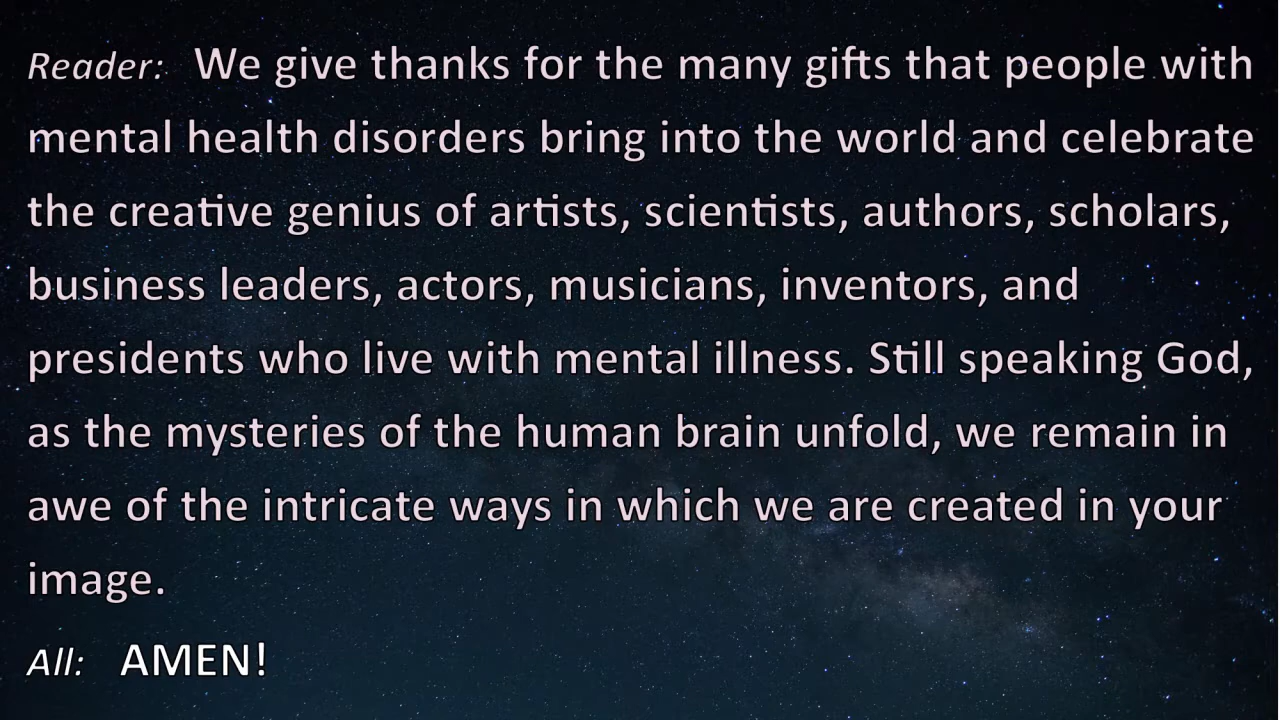 Reader: We give thanks for the many gifts that people with
mental health disorders bring into the world and celebrate
the creative genius of artists, scientists, authors, scholars,
business leaders, actors, musicians, inventors, and
presidents who live with mental illness. Still speaking God,
as the mysteries of the human brain unfold, we remain in
awe of the intricate ways in which we are created in your
image.
All: AMEN!